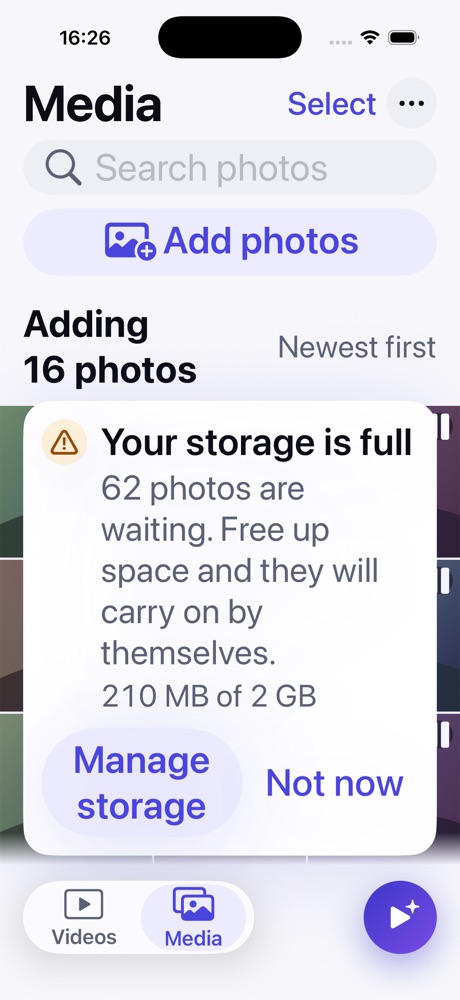 16:26
Media
Select
Search photos
Add photos
Adding
16 photos
Newest first
Your storage is full
62 photos are
waiting. Free up
space and they will
carry on by
themselves.
210 MB of 2 GB
Manage
storage
Not now
Videos
Media